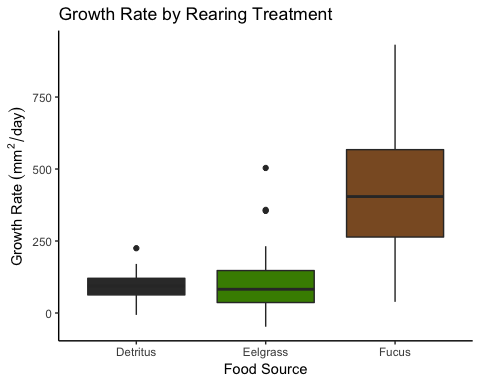 Growth Rate by Rearing Treatment
Growth Rate (mm²/day)
750
500
250
0
Detritus
Eelgrass
Fucus
Food Source